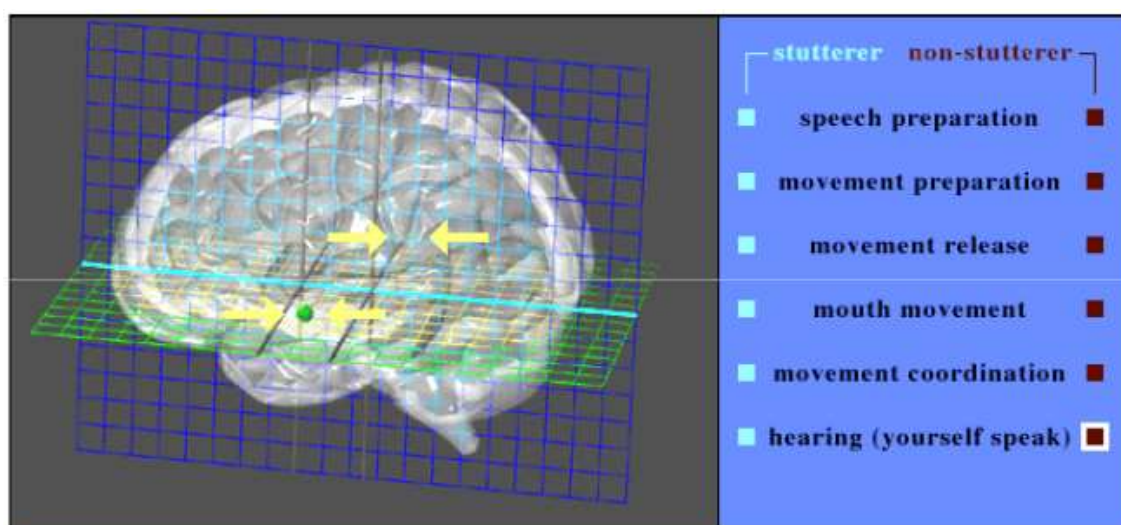 stutterer non-stutterer
speech preparation
movement preparation
movement release
mouth movement
movement coordination
hearing (yourself speak)